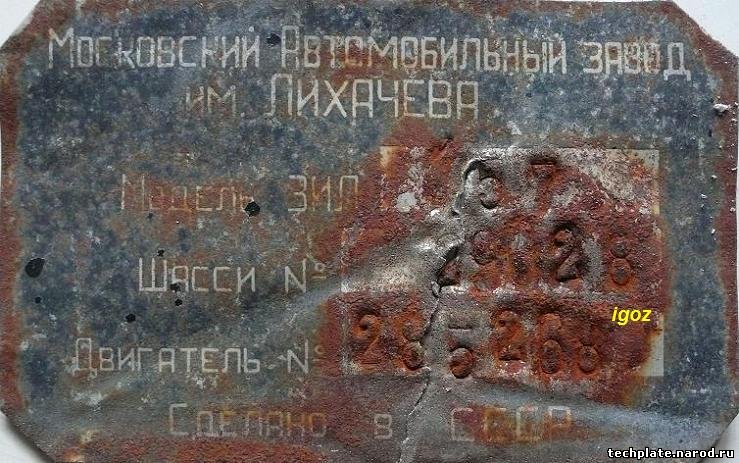 Московский Автомобильный завод
им. Лихачева
Модель ЗИЛ
Шасси №
igoz
Двигатель №
Сделано в СССР
techplate.narod.ru